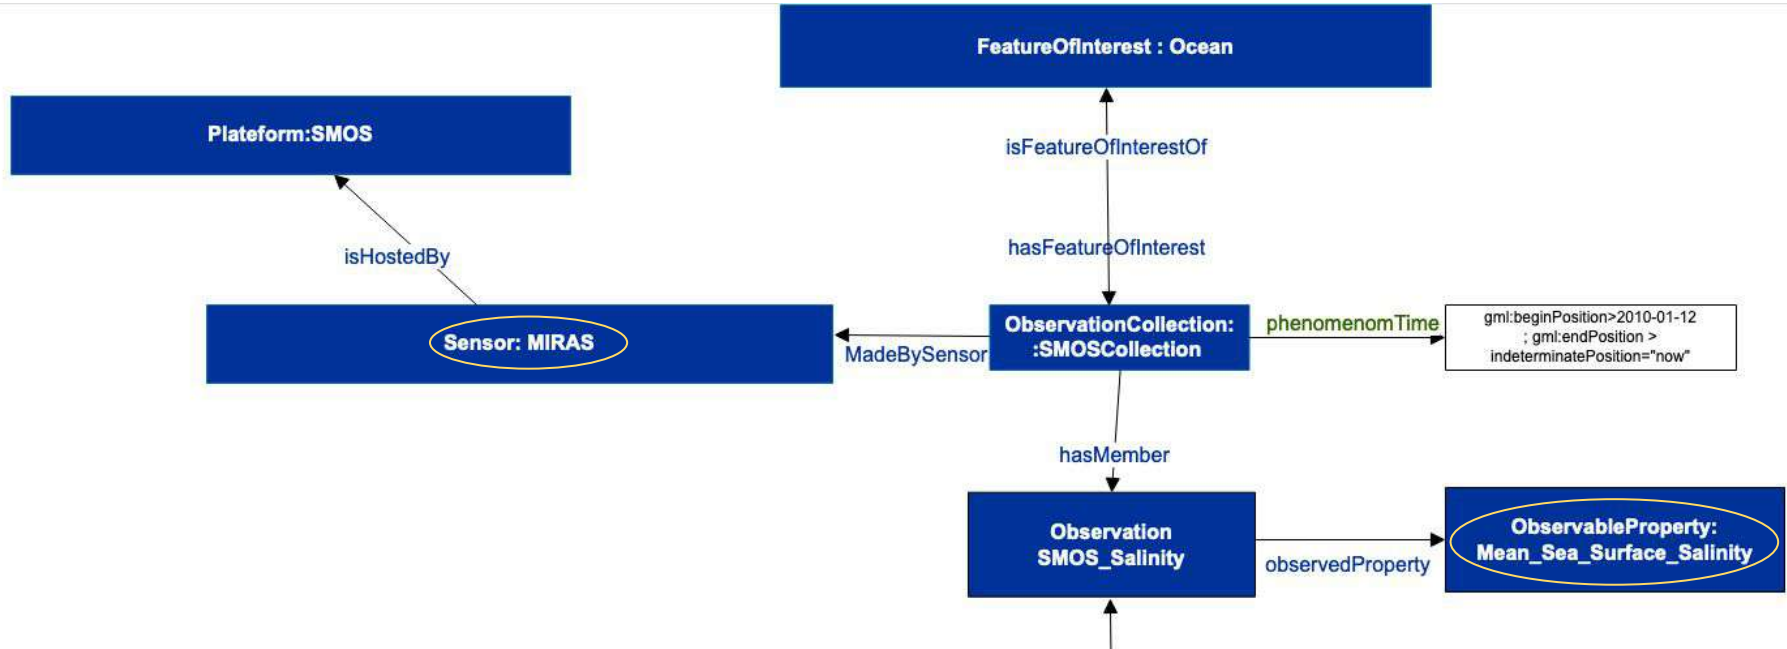 FeatureOfInterest : Ocean
Plateform:SMOS
isFeatureOfInterestOf
isHostedBy
hasFeatureOfInterest
Sensor: MIRAS
MadeBySensor
ObservationCollection:
:SMOSCollection
phenomenomTime
gml:beginPosition>2010-01-12
; gml:endPosition >
indeterminatePosition="now"
hasMember
Observation
SMOS_Salinity
observedProperty
ObservableProperty:
Mean_Sea_Surface_Salinity